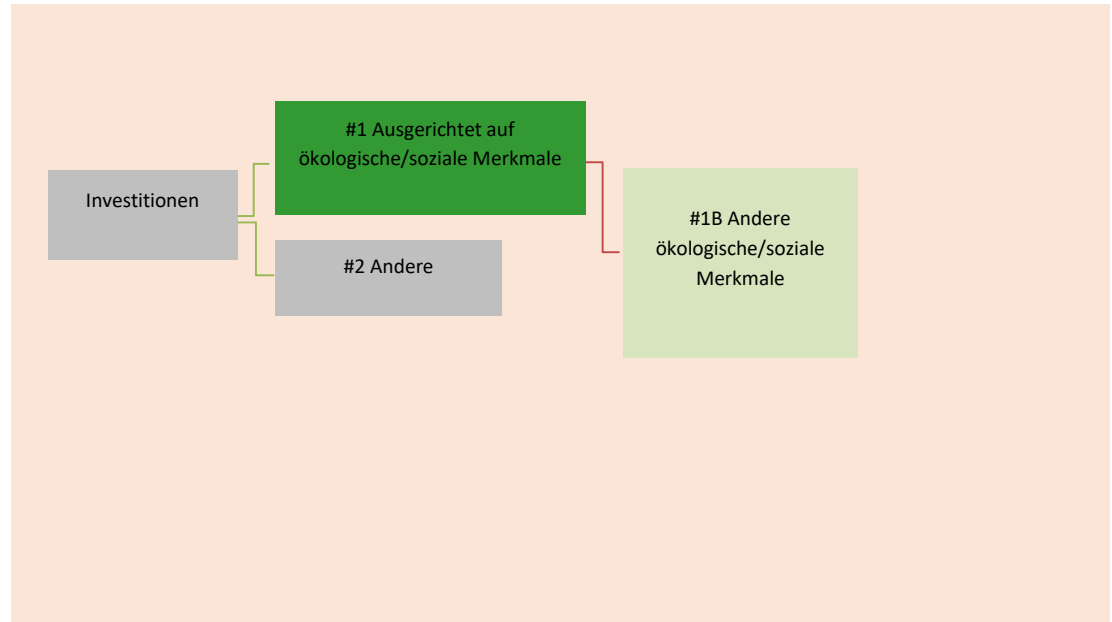 #1 Ausgerichtet auf
ökologische/soziale Merkmale
Investitionen
#2 Andere
#1B Andere
ökologische/soziale
Merkmale